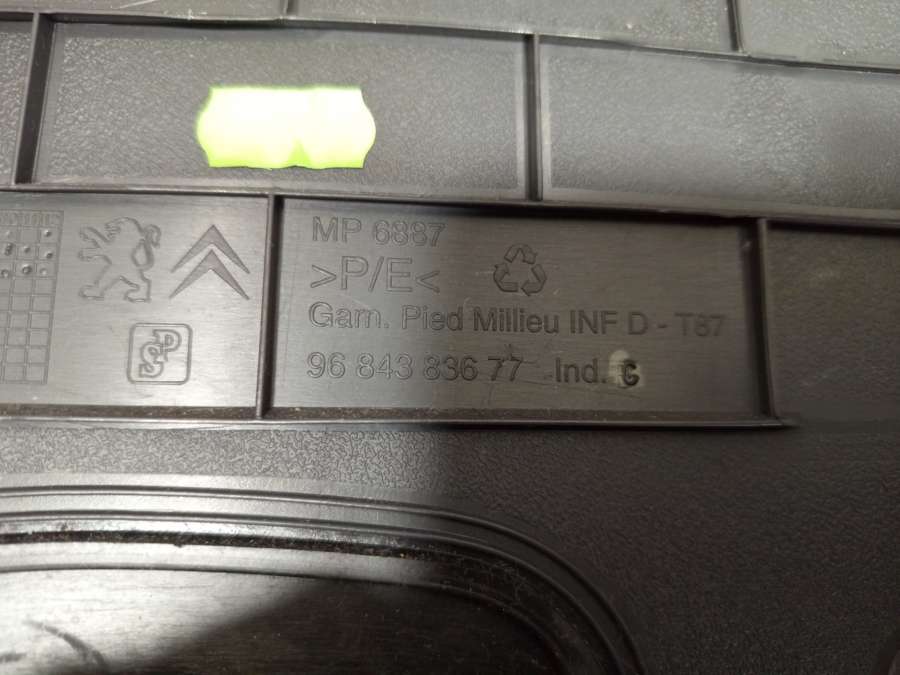 MP 6887
>P/E<
Garn. Pied Millieu INF D - T87
96 843 836 77 Ind. C